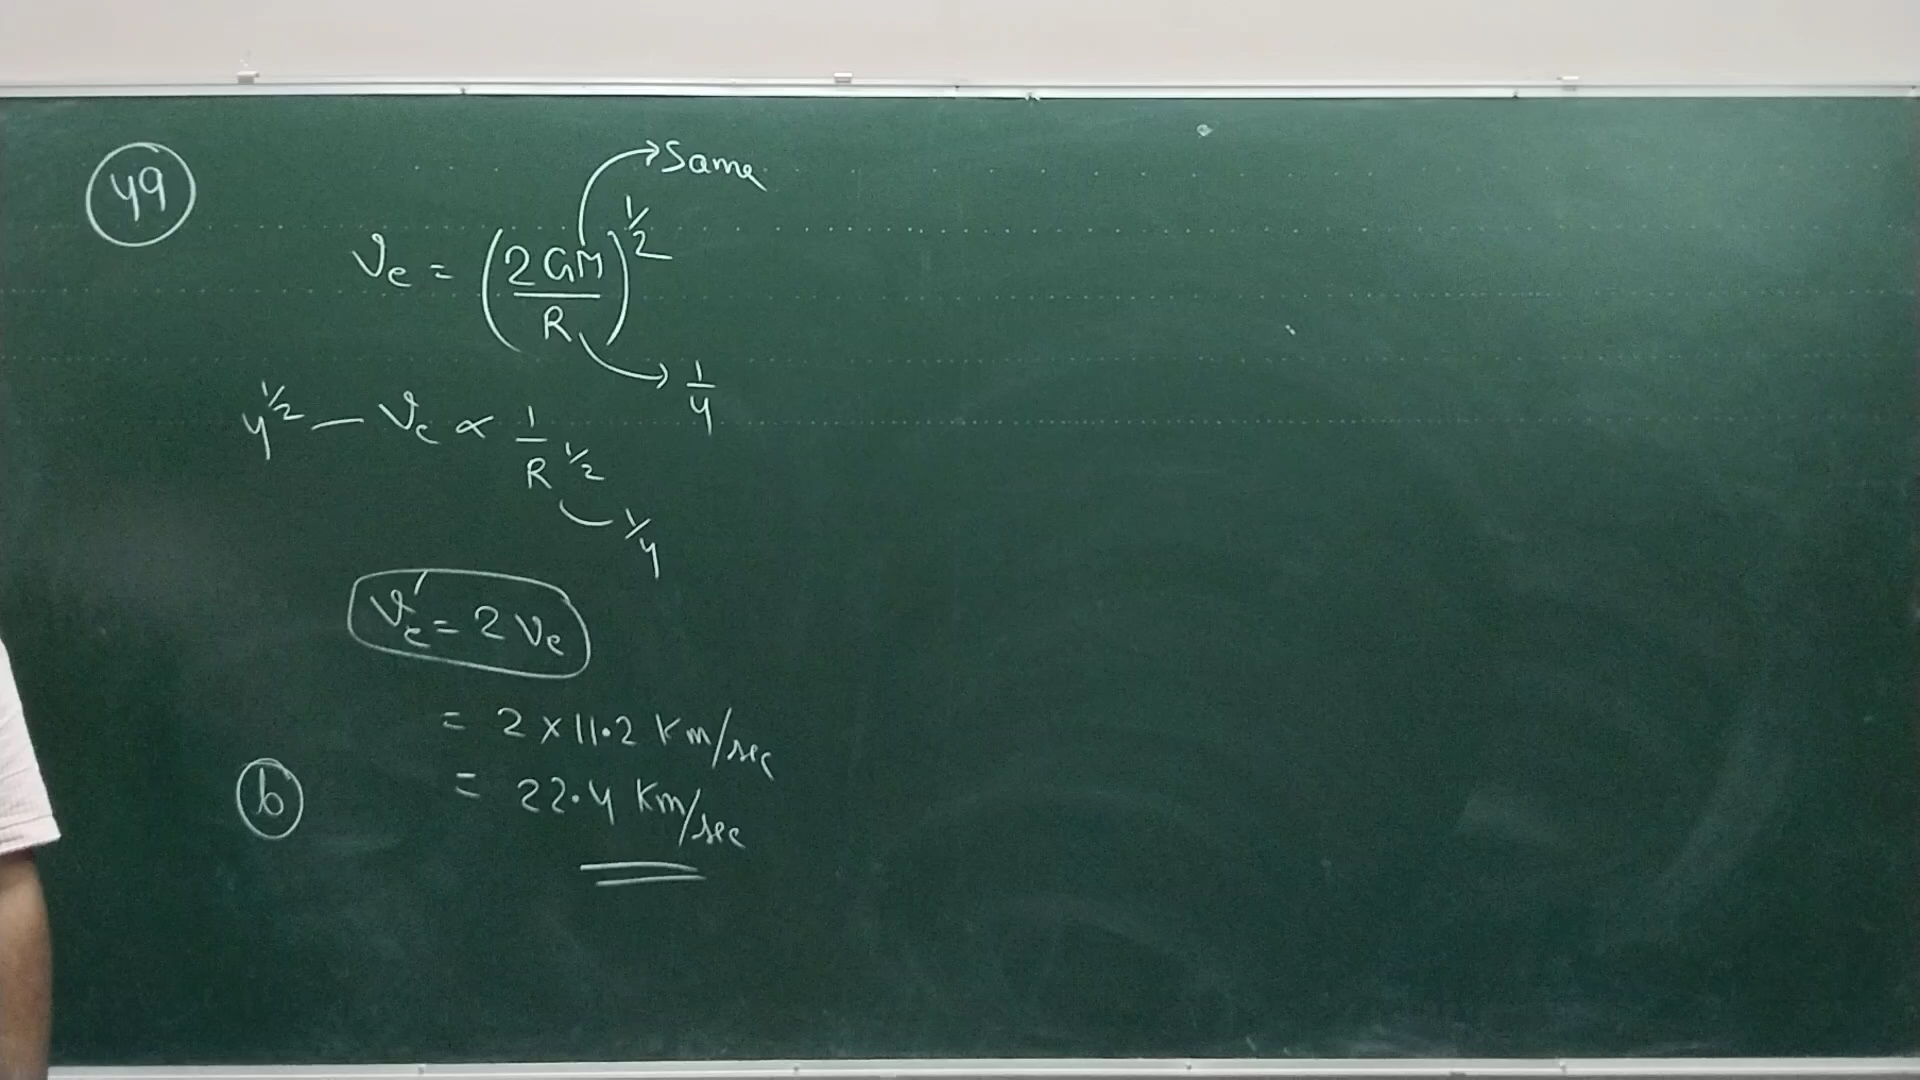 49
→ Same
Ve = (2GM/R)^1/2
→ 1/4
4^1/2 — Ve ∝ 1/R^1/2
1/4
Ve' = 2Ve
= 2 × 11.2 Km/sec
(b) = 22.4 Km/sec